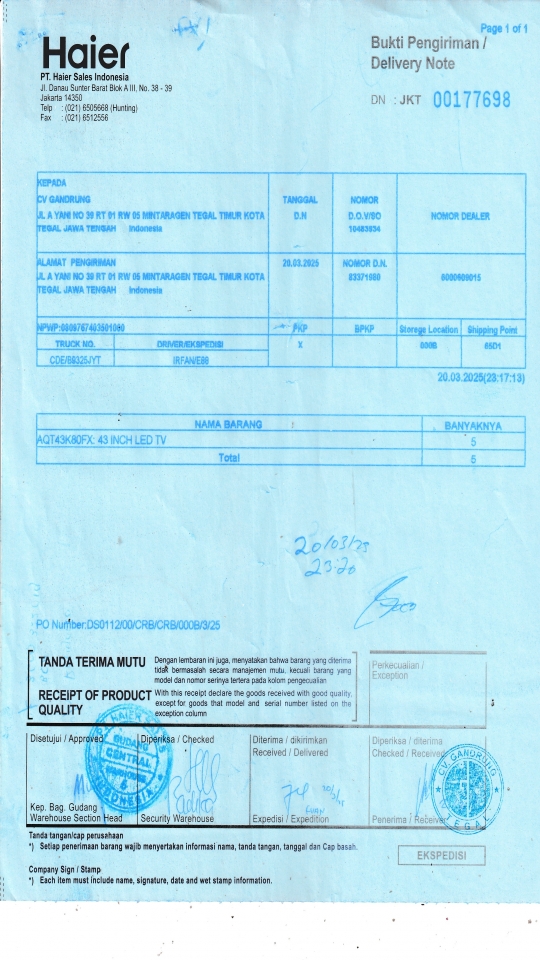 Page 1 of 1
Haier
Bukti Pengiriman /
Delivery Note
PT. Haier Sales Indonesia
Jl. Danau Sunter Barat Blok A III, No. 38 - 39
Jakarta 14350
Telp : (021) 6505668 (Hunting)
Fax : (021) 6512556
DN : JKT 00177698
KEPADA
CV GANDRUNG
JL A YANI NO 39 RT 01 RW 05 MINTARAGEN TEGAL TIMUR KOTA
TEGAL JAWA TENGAH Indonesia
TANGGAL
D.N
NOMOR
D.O.V/SO
10483834
NOMOR DEALER
ALAMAT PENGIRIMAN
JL A YANI NO 39 RT 01 RW 05 MINTARAGEN TEGAL TIMUR KOTA
TEGAL JAWA TENGAH Indonesia
20.03.2025
NOMOR D.N.
PKP BPKP Storage Location Shipping Point
TRUCK NO. DRIVER/EKSPEDISI X 000B 65D1
20.03.2025(23:17:13)
NAMA BARANG BANYAKNYA
AQT43K80FX: 43 INCH LED TV 5
Total 5
20/03/25
23:20
PO Number:DS0112/00/CRB/CRB/000B/3/25
TANDA TERIMA MUTU
Dengan lembaran ini juga, menyatakan bahwa barang yang diterima
tidak bermasalah secara manajemen mutu, kecuali barang yang
model dan nomor serinya tertera pada kolom pengecualian
RECEIPT OF PRODUCT
QUALITY
With this receipt declare the goods received with good quality,
except for goods that model and serial number listed on the
exception column
Perkecualian /
Exception
Disetujui / Approved
Diperiksa / Checked
Diterima / dikirimkan
Received / Delivered
Diperiksa / diterima
Checked / Received
GUDANG
CENTRAL
WAREHOUSE
6
CV. GANDRUNG
TEGAL
Kep. Bag. Gudang
Warehouse Section Head
Security Warehouse
Expedisi / Expedition
Penerima / Receiver
Tanda tangan/cap perusahaan
*) Setiap penerimaan barang wajib menyertakan informasi nama, tanda tangan, tanggal dan Cap basah.
EKSPEDISI
Company Sign / Stamp
*) Each item must include name, signature, date and wet stamp information.